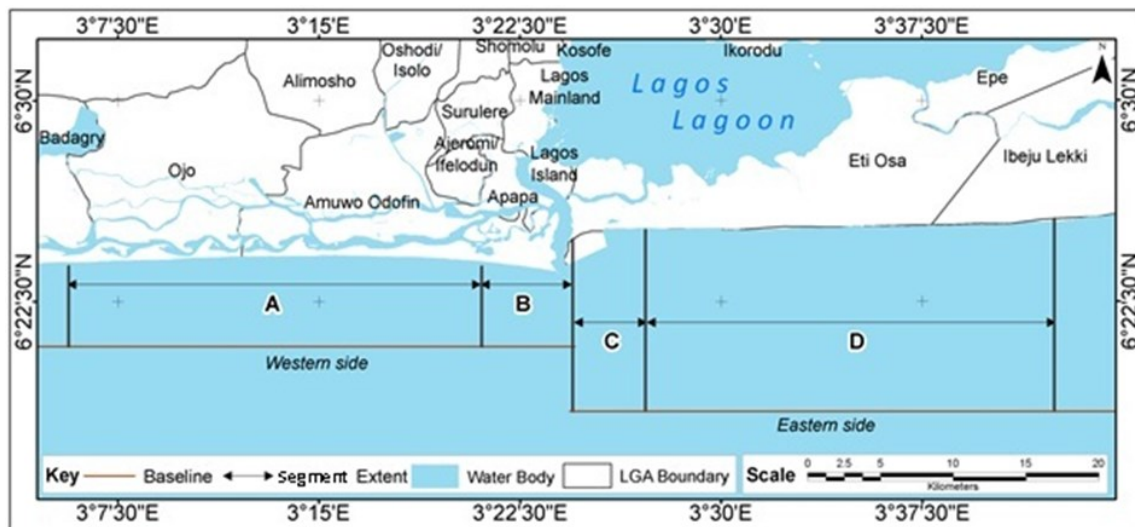 3°7'30"E 3°15'E 3°22'30"E 3°30'E 3°37'30"E
Oshodi/
Isolo
Shomolu
Kosofe
Ikorodu
N
Alimosho
Lagos
Mainland
Lagos
Lagoon
Epe
6°30'N
6°30'N
Surulere
Badagry
Ajeromi/
Ifelodun
Lagos
Island
Eti Osa
Ibeju Lekki
Ojo
Amuwo Odofin
Apapa
6°22'30"N
6°22'30"N
A
B
C
D
Western side
Eastern side
Key Baseline Segment Extent Water Body LGA Boundary
Scale
0 2.5 5 10 15 20
Kilometers
3°7'30"E 3°15'E 3°22'30"E 3°30'E 3°37'30"E